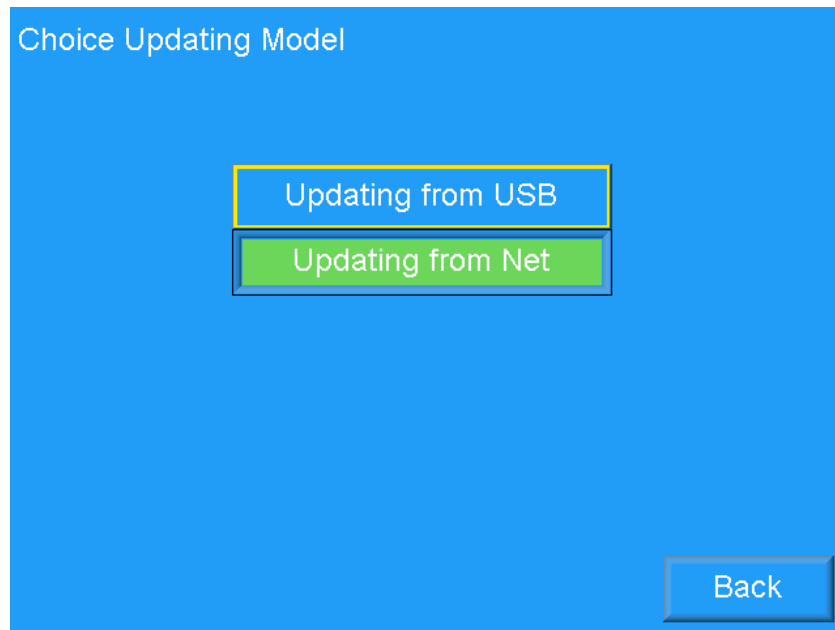 Choice Updating Model
Updating from USB
Updating from Net
Back